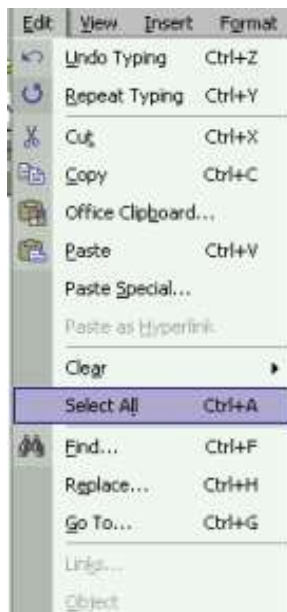 Edit View Insert Format
Undo Typing Ctrl+Z
Repeat Typing Ctrl+Y
Cut Ctrl+X
Copy Ctrl+C
Office Clipboard...
Paste Ctrl+V
Paste Special...
Paste as Hyperlink
Clear
Select All Ctrl+A
Find... Ctrl+F
Replace... Ctrl+H
Go To... Ctrl+G
Links...
Object